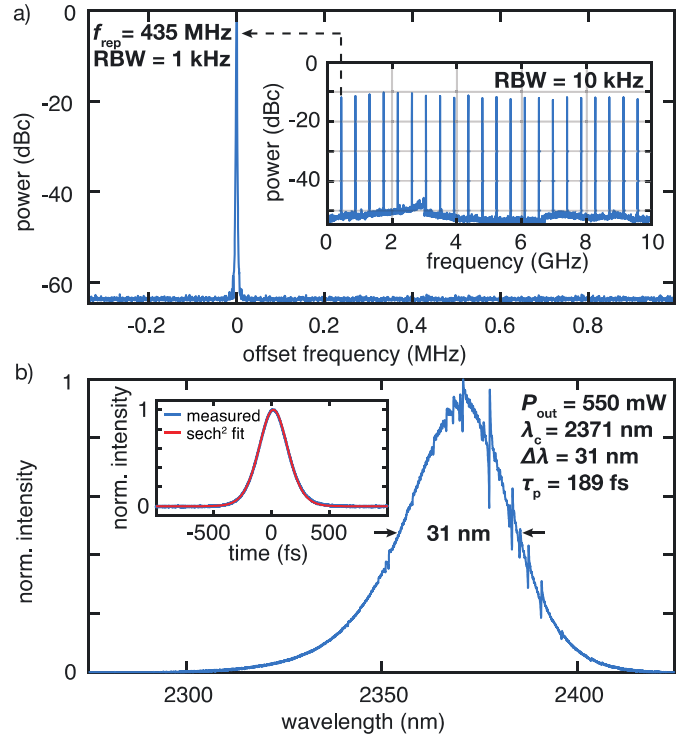 a)
f_rep = 435 MHz
RBW = 1 kHz
RBW = 10 kHz
power (dBc)
0
-20
-40
-60
-0.2
0
0.2
0.4
0.6
0.8
offset frequency (MHz)
power (dBc)
0
-20
-40
0
2
4
6
8
10
frequency (GHz)
b)
norm. intensity
1
0
2300
2350
2400
wavelength (nm)
norm. intensity
1
0
measured
sech² fit
-500
0
500
time (fs)
P_out = 550 mW
λ_c = 2371 nm
Δλ = 31 nm
τ_p = 189 fs
31 nm